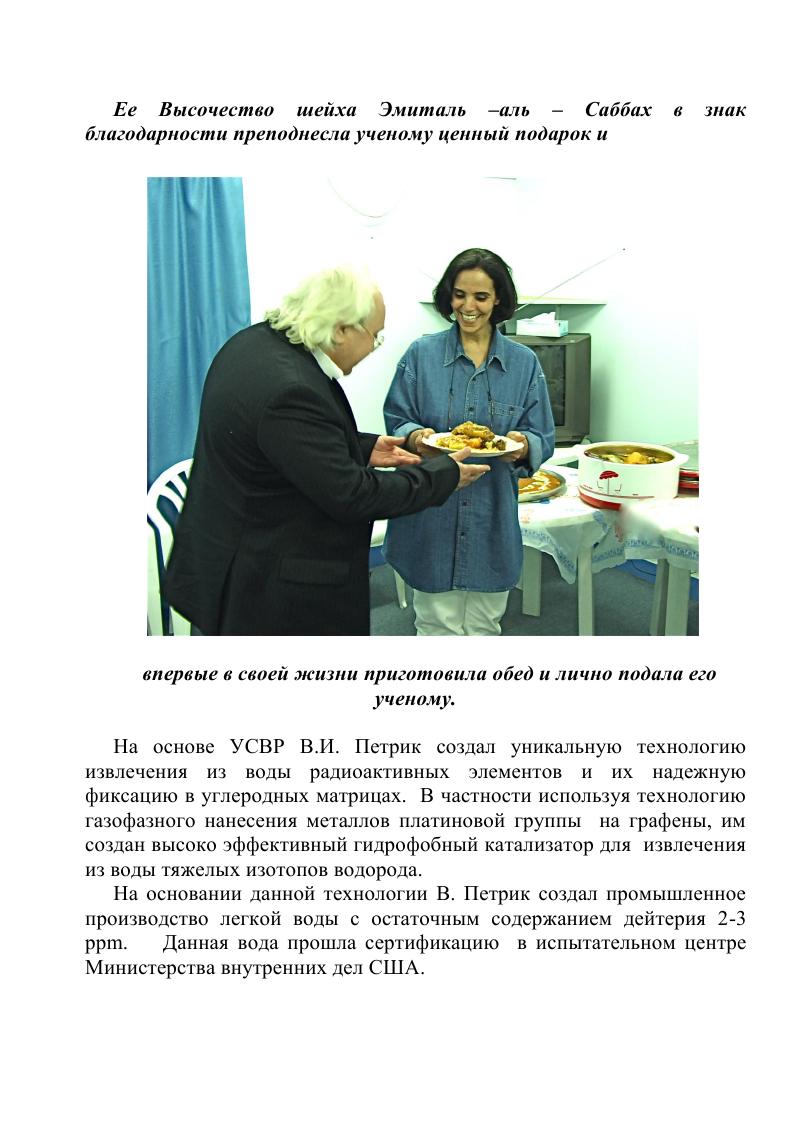 Ее Высочество шейха Эмиталь –аль – Саббах в знак
благодарности преподнесла ученому ценный подарок и
впервые в своей жизни приготовила обед и лично подала его
ученому.
На основе УСВР В.И. Петрик создал уникальную технологию
извлечения из воды радиоактивных элементов и их надежную
фиксацию в углеродных матрицах. В частности используя технологию
газофазного нанесения металлов платиновой группы на графены, им
создан высоко эффективный гидрофобный катализатор для извлечения
из воды тяжелых изотопов водорода.
На основании данной технологии В. Петрик создал промышленное
производство легкой воды с остаточным содержанием дейтерия 2-3
ppm. Данная вода прошла сертификацию в испытательном центре
Министерства внутренних дел США.